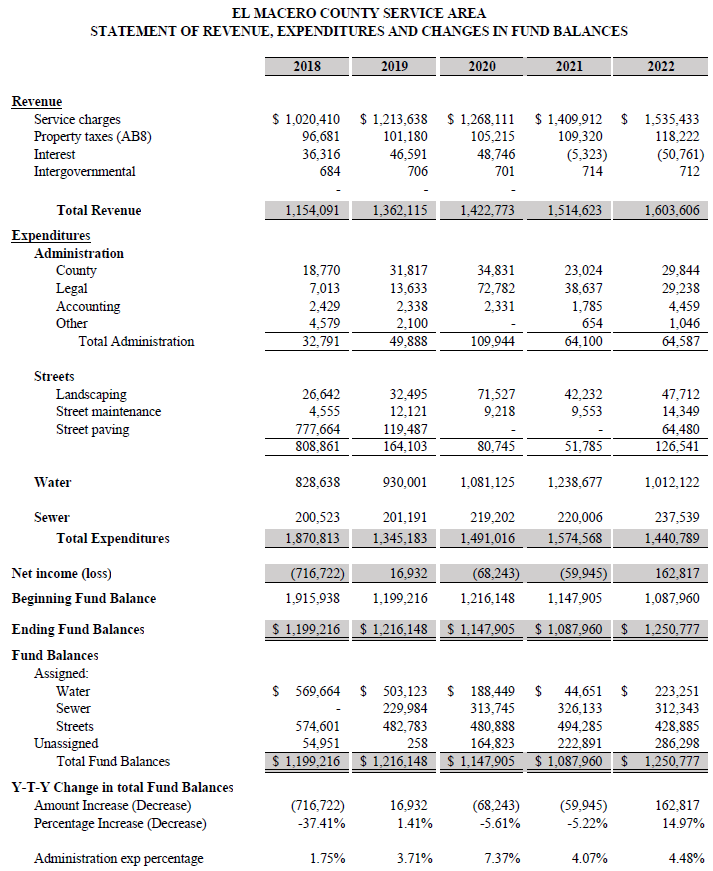 EL MACERO COUNTY SERVICE AREA
STATEMENT OF REVENUE, EXPENDITURES AND CHANGES IN FUND BALANCES
2018 2019 2020 2021 2022
Revenue
Service charges $ 1,020,410 $ 1,213,638 $ 1,268,111 $ 1,409,912 $ 1,535,433
Property taxes (AB8) 96,681 101,180 105,215 109,320 118,222
Interest 36,316 46,591 48,746 (5,323) (50,761)
Intergovernmental 684 706 701 714 712
- - -
Total Revenue 1,154,091 1,362,115 1,422,773 1,514,623 1,603,606
Expenditures
Administration
County 18,770 31,817 34,831 23,024 29,844
Legal 7,013 13,633 72,782 38,637 29,238
Accounting 2,429 2,338 2,331 1,785 4,459
Other 4,579 2,100 - 654 1,046
Total Administration 32,791 49,888 109,944 64,100 64,587
Streets
Landscaping 26,642 32,495 71,527 42,232 47,712
Street maintenance 4,555 12,121 9,218 9,553 14,349
Street paving 777,664 119,487 - - 64,480
808,861 164,103 80,745 51,785 126,541
Water 828,638 930,001 1,081,125 1,238,677 1,012,122
Sewer 200,523 201,191 219,202 220,006 237,539
Total Expenditures 1,870,813 1,345,183 1,491,016 1,574,568 1,440,789
Net income (loss) (716,722) 16,932 (68,243) (59,945) 162,817
Beginning Fund Balance 1,915,938 1,199,216 1,216,148 1,147,905 1,087,960
Ending Fund Balances $ 1,199,216 $ 1,216,148 $ 1,147,905 $ 1,087,960 $ 1,250,777
Fund Balances
Assigned:
Water $ 569,664 $ 503,123 $ 188,449 $ 44,651 $ 223,251
Sewer - 229,984 313,745 326,133 312,343
Streets 574,601 482,783 480,888 494,285 428,885
Unassigned 54,951 258 164,823 222,891 286,298
Total Fund Balances $ 1,199,216 $ 1,216,148 $ 1,147,905 $ 1,087,960 $ 1,250,777
Y-T-Y Change in total Fund Balances
Amount Increase (Decrease) (716,722) 16,932 (68,243) (59,945) 162,817
Percentage Increase (Decrease) -37.41% 1.41% -5.61% -5.22% 14.97%
Administration exp percentage 1.75% 3.71% 7.37% 4.07% 4.48%